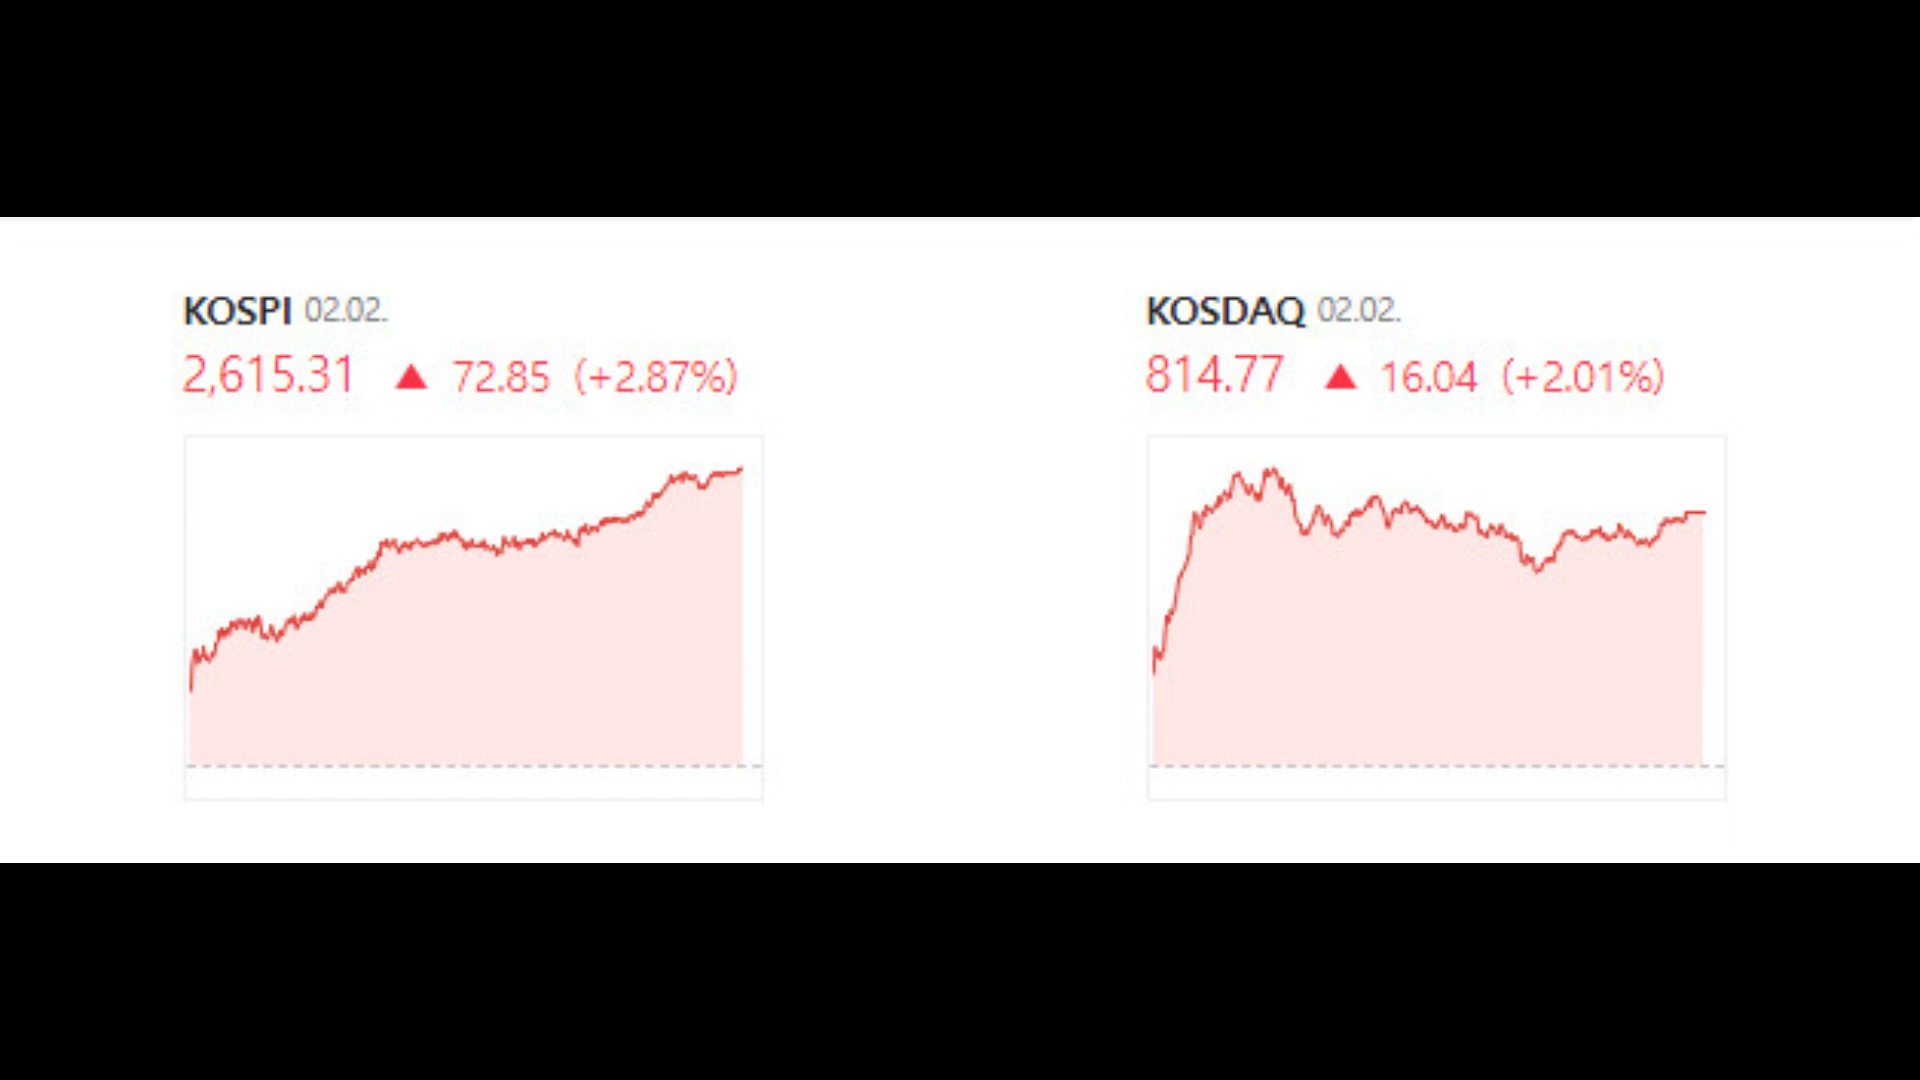 KOSPI 02.02.
2,615.31 ▲ 72.85 (+2.87%)
KOSDAQ 02.02.
814.77 ▲ 16.04 (+2.01%)